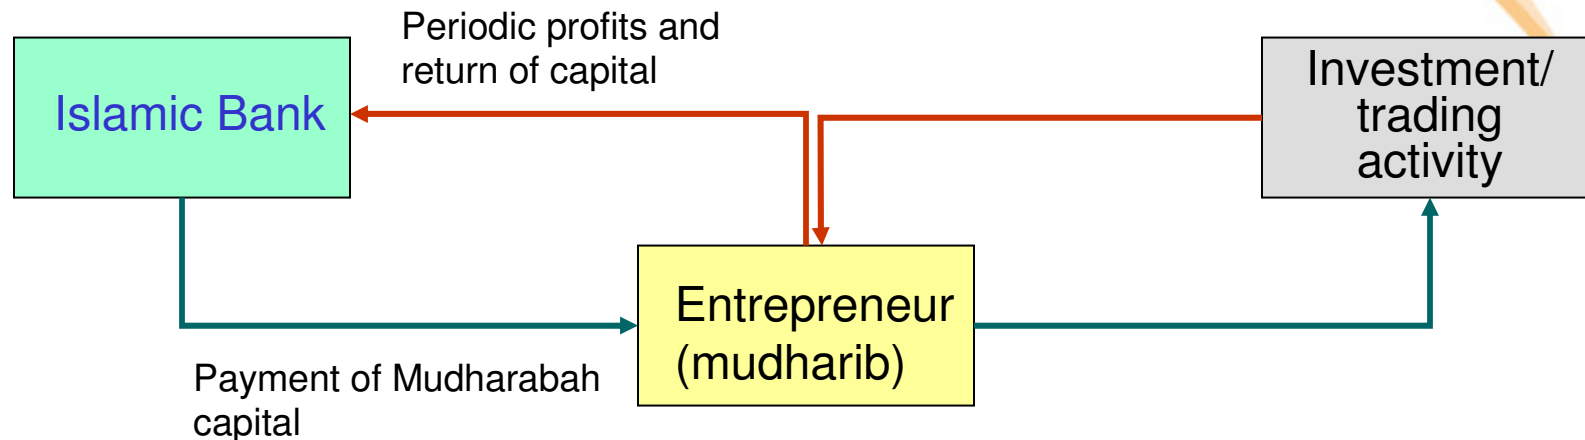 Periodic profits and
return of capital
Islamic Bank
Investment/
trading
activity
Entrepreneur
(mudharib)
Payment of Mudharabah
capital